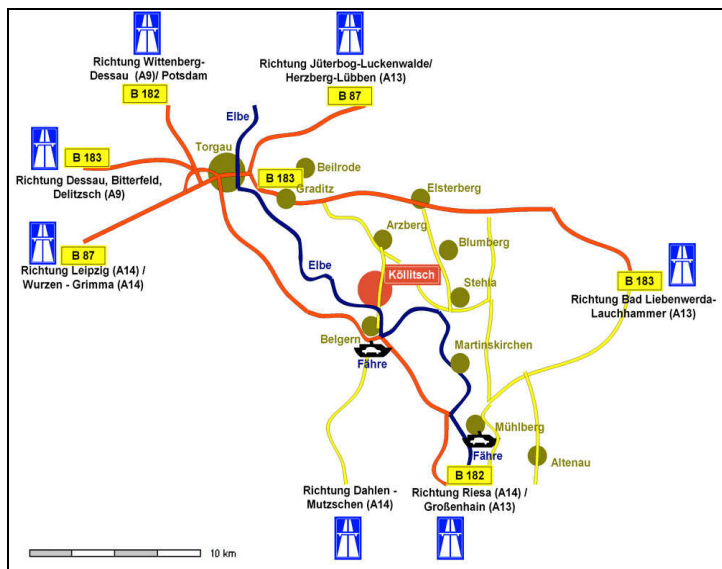 Richtung Wittenberg-
Dessau (A9)/ Potsdam
B 182
Richtung Jüterbog-Luckenwalde/
Herzberg-Lübben (A13)
B 87
Elbe
Torgau
B 183
Richtung Dessau, Bitterfeld,
Delitzsch (A9)
B 183
Beilrode
Graditz
Elsterberg
Arzberg
Blumberg
B 87
Richtung Leipzig (A14) /
Wurzen - Grimma (A14)
Elbe
Köllitsch
Stehla
B 183
Richtung Bad Liebenwerda-
Lauchhammer (A13)
Belgern
Fähre
Martinskirchen
Mühlberg
Fähre
Altenau
B 182
Richtung Dahlen -
Mutzschen (A14)
Richtung Riesa (A14) /
Großenhain (A13)
10 km